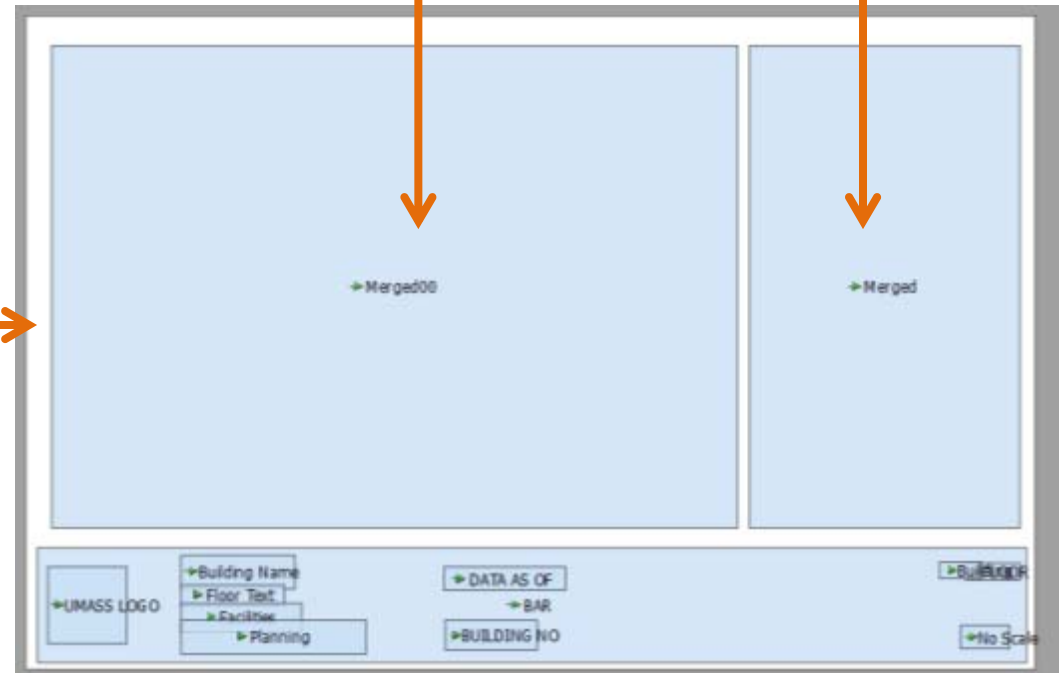 Merged00
Merged
UMASS LOGO
Building Name
Floor Text
Facilities
Planning
DATA AS OF
BAR
BUILDING NO
No Scale